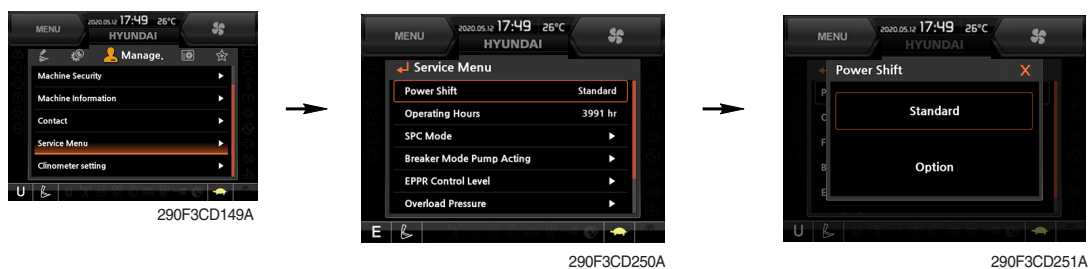 MENU
2020.05.12 17:49 26°C
HYUNDAI
Manage.
Machine Security
Machine Information
Contact
Service Menu
Clinometer setting
U
290F3CD149A
MENU
2020.05.12 17:49 26°C
HYUNDAI
Service Menu
Power Shift Standard
Operating Hours 3991 hr
SPC Mode
Breaker Mode Pump Acting
EPPR Control Level
Overload Pressure
E
290F3CD250A
MENU
2020.05.12 17:49 26°C
HYUNDAI
Power Shift X
Standard
Option
U
290F3CD251A